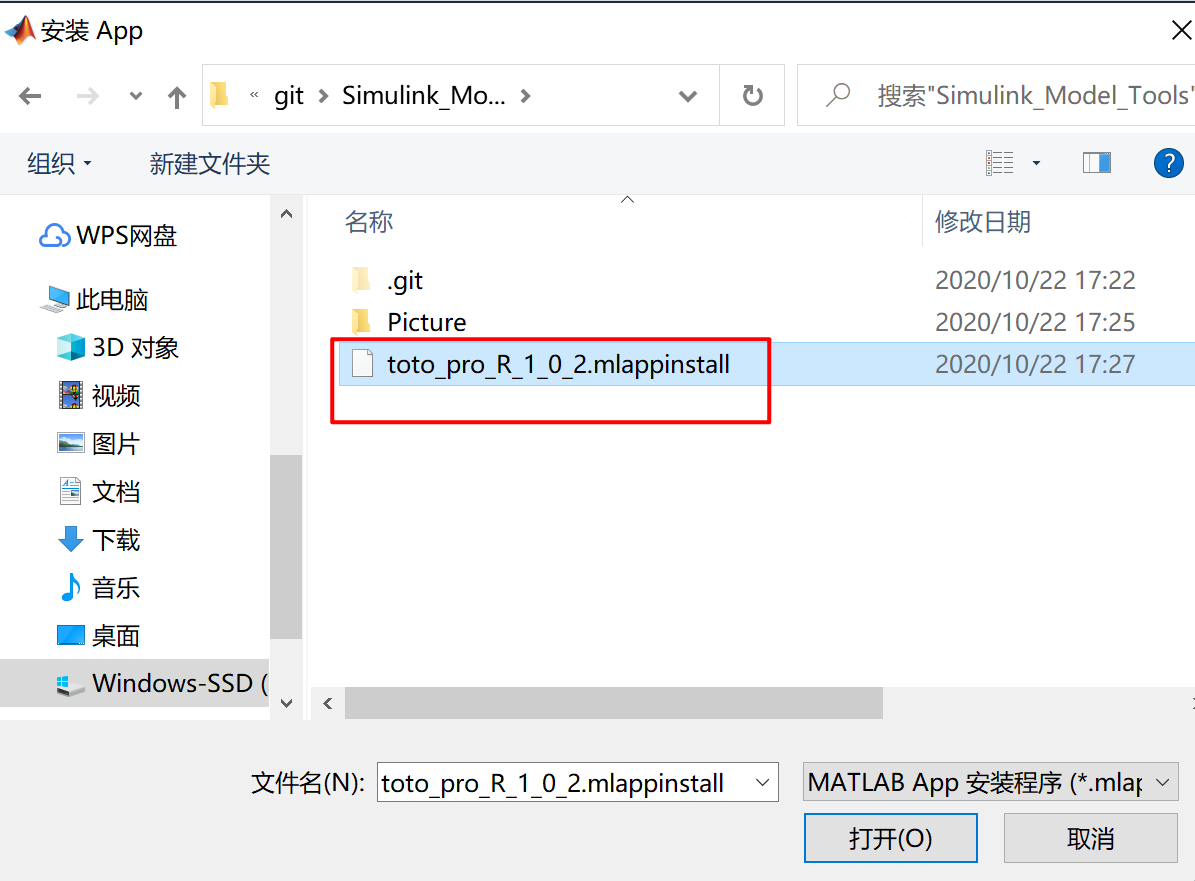 安装 App
« git > Simulink_Mo... >
搜索"Simulink_Model_Tools"
组织
新建文件夹
名称
修改日期
WPS网盘
此电脑
3D 对象
视频
图片
文档
下载
音乐
桌面
Windows-SSD (
.git 2020/10/22 17:22
Picture 2020/10/22 17:25
toto_pro_R_1_0_2.mlappinstall 2020/10/22 17:27
文件名(N): toto_pro_R_1_0_2.mlappinstall
MATLAB App 安装程序 (*.mlap
打开(O)
取消